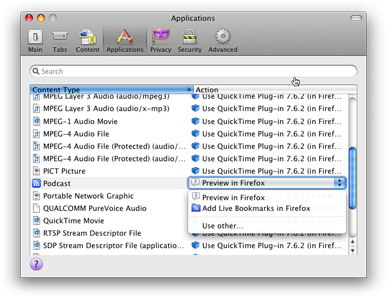 Applications
Main Tabs Content Applications Privacy Security Advanced
Search
Content Type Action
MPEG Layer 3 Audio (audio/mpeg3) Use QuickTime Plug-in 7.6.2 (in Firef...
MPEG Layer 3 Audio (audio/x-mp3) Use QuickTime Plug-in 7.6.2 (in Firef...
MPEG-1 Audio Movie Use QuickTime Plug-in 7.6.2 (in Firef...
MPEG-4 Audio File Use QuickTime Plug-in 7.6.2 (in Firef...
MPEG-4 Audio File (Protected) (audio/... Use QuickTime Plug-in 7.6.2 (in Firef...
MPEG-4 Audio File (Protected) (audio/... Use QuickTime Plug-in 7.6.2 (in Firef...
PICT Picture Use QuickTime Plug-in 7.6.2 (in Firef...
Podcast Preview in Firefox
Portable Network Graphic Preview in Firefox
QUALCOMM PureVoice Audio Add Live Bookmarks in Firefox
QuickTime Movie Use other...
RTSP Stream Descriptor File
SDP Stream Descriptor File (applicatio... Use QuickTime Plug-in 7.6.2 (in Firef...
?